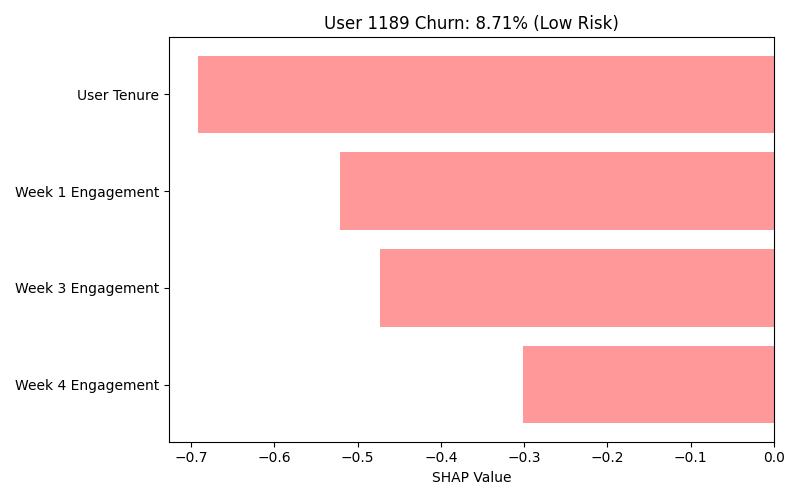 User 1189 Churn: 8.71% (Low Risk)
User Tenure
Week 1 Engagement
Week 3 Engagement
Week 4 Engagement
−0.7 −0.6 −0.5 −0.4 −0.3 −0.2 −0.1 0.0
SHAP Value